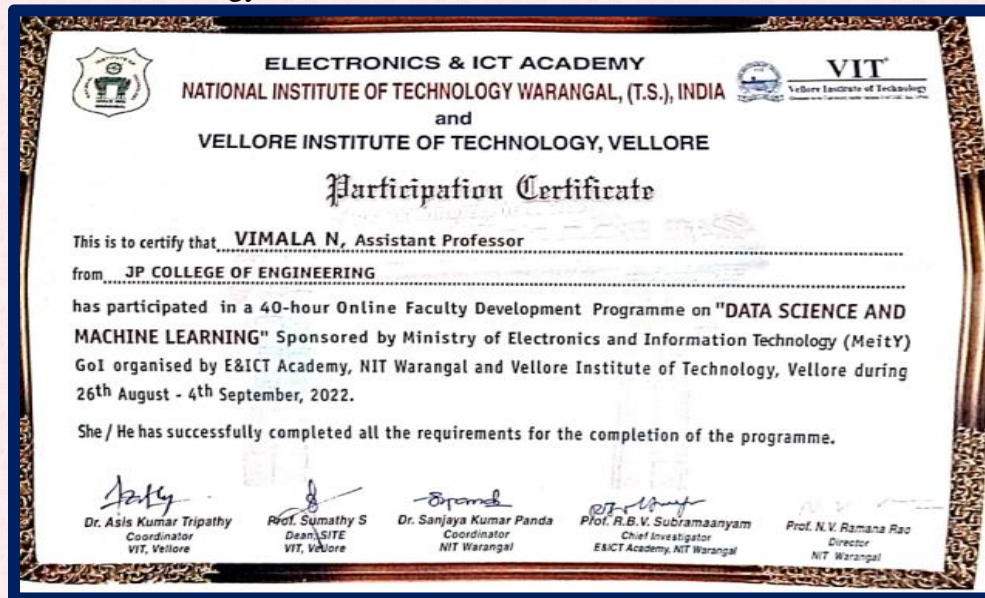 ELECTRONICS & ICT ACADEMY
NATIONAL INSTITUTE OF TECHNOLOGY WARANGAL, (T.S.), INDIA
VIT
Vellore Institute of Technology
and
VELLORE INSTITUTE OF TECHNOLOGY, VELLORE
Participation Certificate
This is to certify that VIMALA N, Assistant Professor
from JP COLLEGE OF ENGINEERING
has participated in a 40-hour Online Faculty Development Programme on "DATA SCIENCE AND
MACHINE LEARNING" Sponsored by Ministry of Electronics and Information Technology (MeitY)
GoI organised by E&ICT Academy, NIT Warangal and Vellore Institute of Technology, Vellore during
26th August - 4th September, 2022.
She / He has successfully completed all the requirements for the completion of the programme.
Dr. Asis Kumar Tripathy
Coordinator
VIT, Vellore
Prof. Sumathy S
Dean, SITE
VIT, Vellore
Dr. Sanjaya Kumar Panda
Coordinator
NIT Warangal
Prof. R.B.V. Subramaanyam
Chief Investigator
E&ICT Academy, NIT Warangal
Prof. N.V. Ramana Rao
Director
NIT Warangal